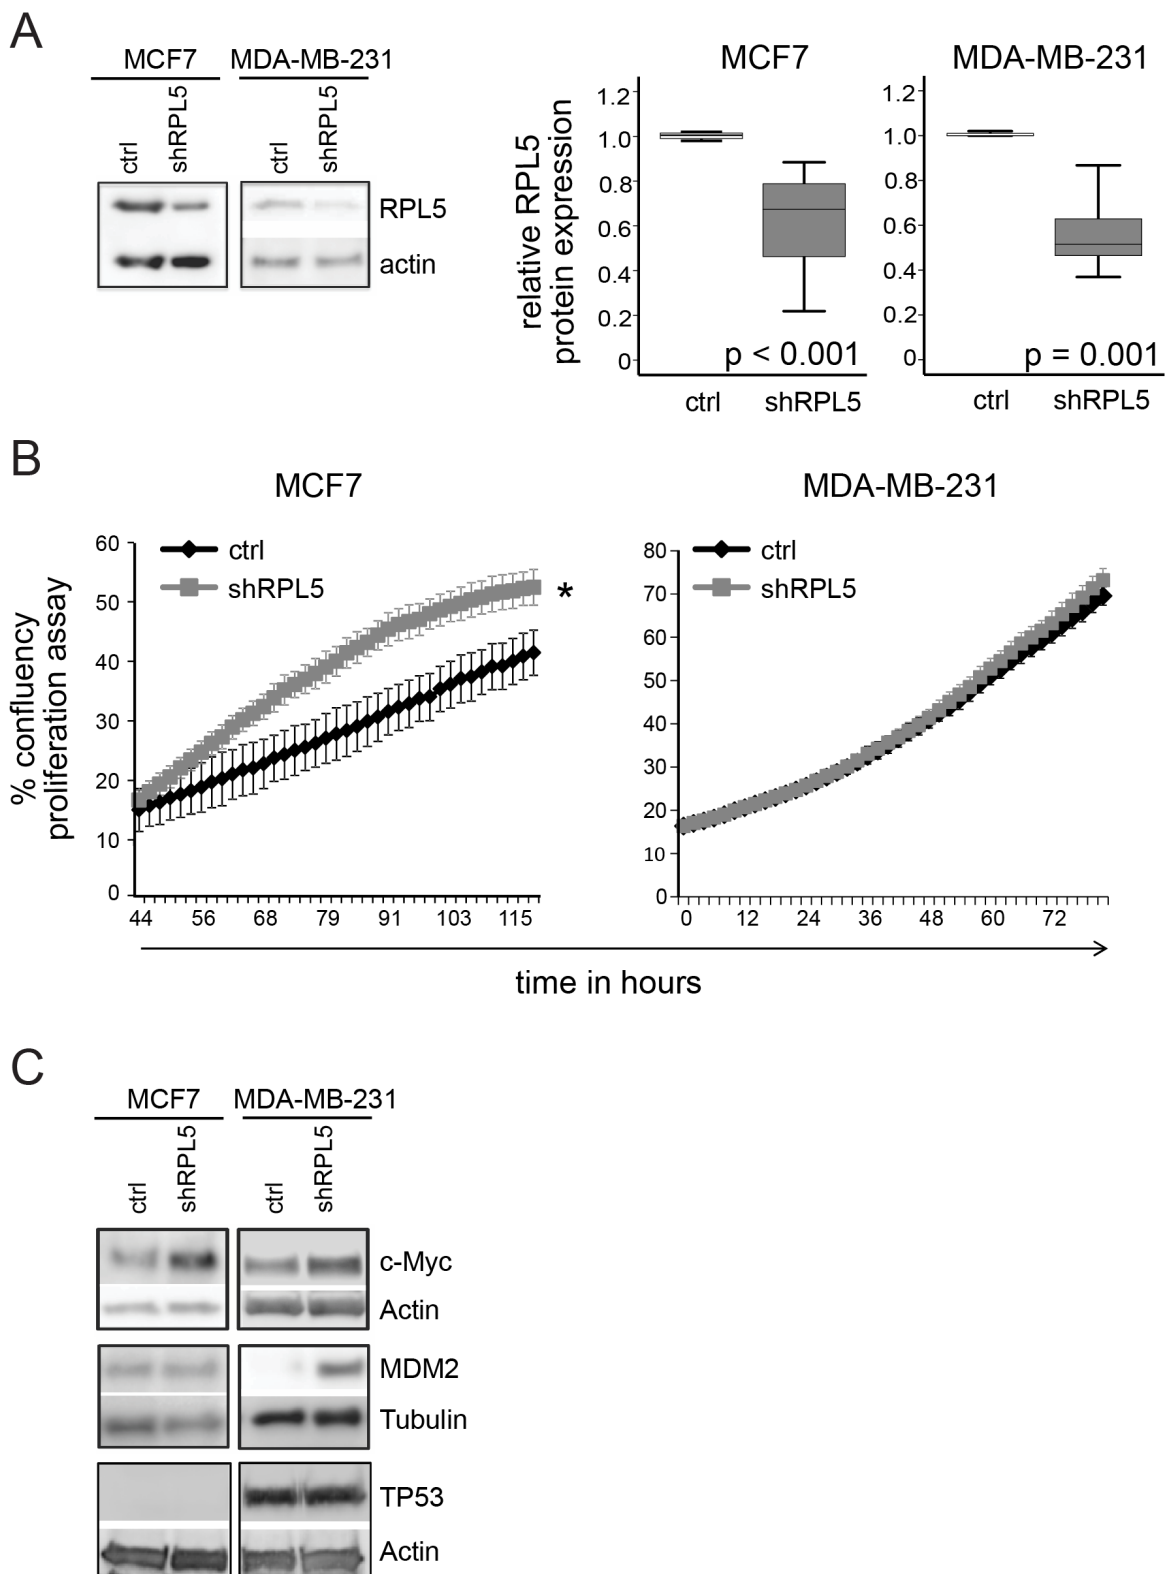 A
MCF7 MDA-MB-231
ctrl shRPL5 ctrl shRPL5
RPL5
actin
MCF7 MDA-MB-231
relative RPL5
protein expression
1.2 1.2
1.0 1.0
0.8 0.8
0.6 0.6
0.4 0.4
0.2 0.2
0 0
p < 0.001 p = 0.001
ctrl shRPL5 ctrl shRPL5
B
MCF7 MDA-MB-231
% confluency
proliferation assay
ctrl
shRPL5
*
60
50
40
30
20
10
0
44 56 68 79 91 103 115
ctrl
shRPL5
80
70
60
50
40
30
20
10
0
0 12 24 36 48 60 72
time in hours
C
MCF7 MDA-MB-231
ctrl shRPL5 ctrl shRPL5
c-Myc
Actin
MDM2
Tubulin
TP53
Actin